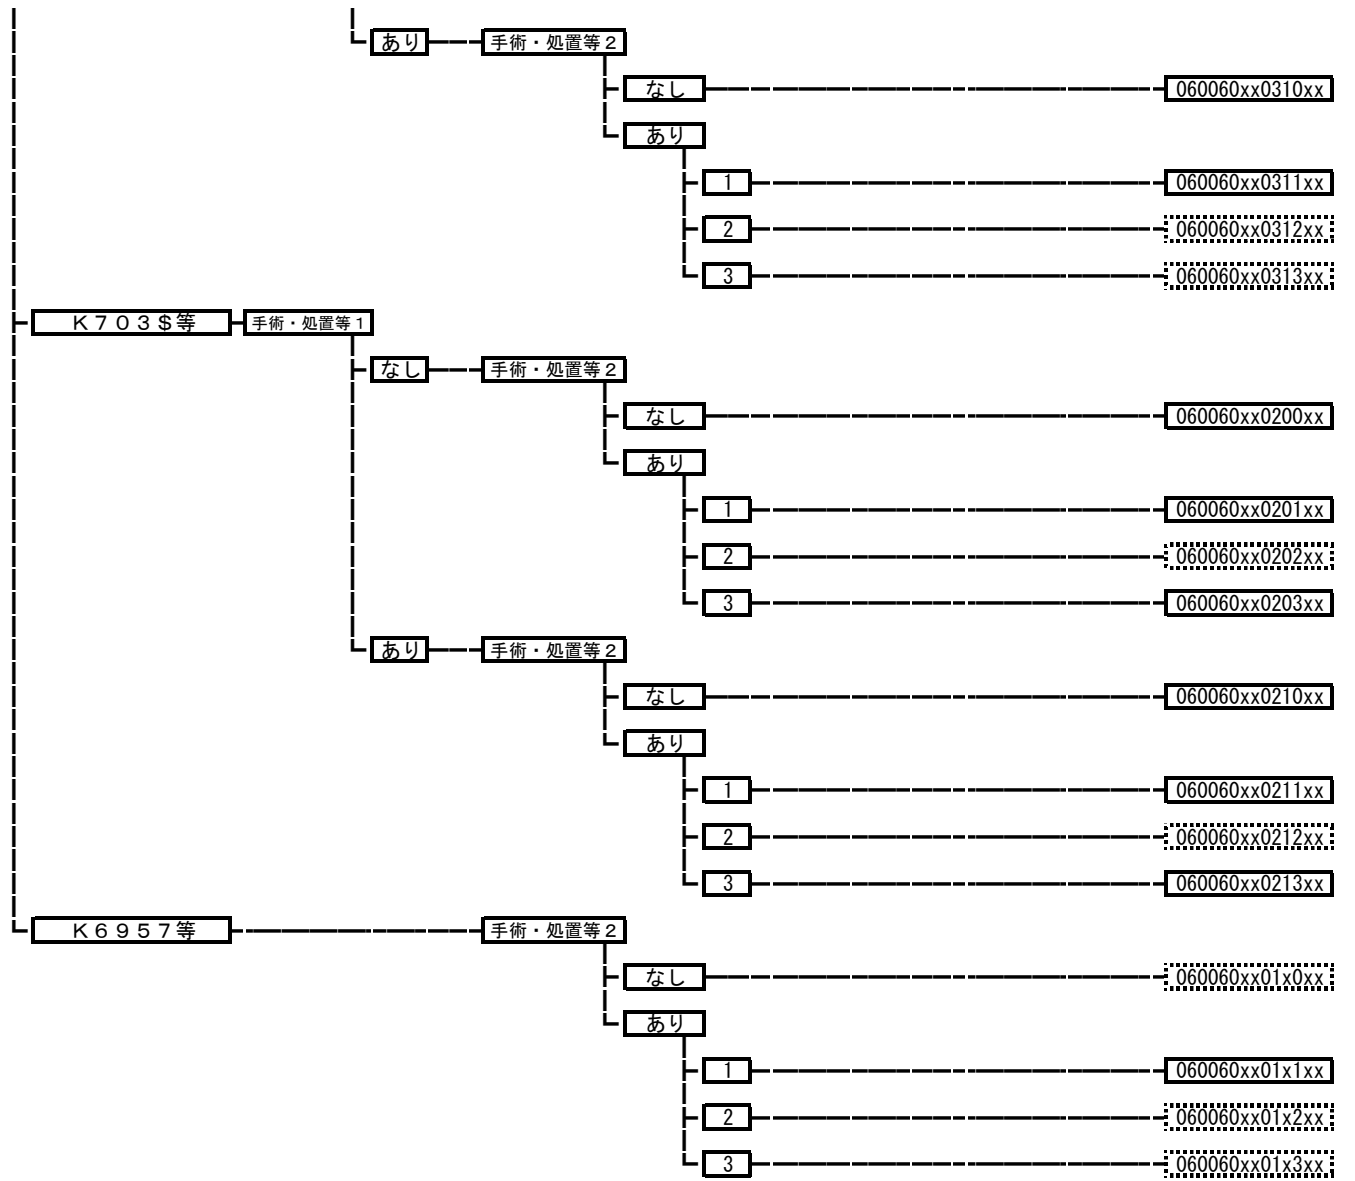 あり 手術・処置等２
なし 060060xx0310xx
あり
1 060060xx0311xx
2 060060xx0312xx
3 060060xx0313xx
Ｋ７０３＄等 手術・処置等１
なし 手術・処置等２
なし 060060xx0200xx
あり
1 060060xx0201xx
2 060060xx0202xx
3 060060xx0203xx
あり 手術・処置等２
なし 060060xx0210xx
あり
1 060060xx0211xx
2 060060xx0212xx
3 060060xx0213xx
Ｋ６９５７等 手術・処置等２
なし 060060xx01x0xx
あり
1 060060xx01x1xx
2 060060xx01x2xx
3 060060xx01x3xx